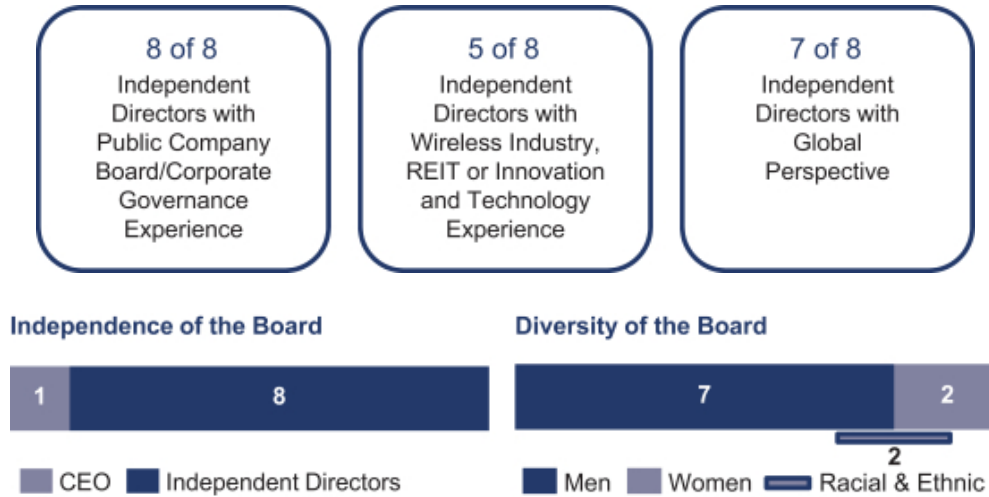 8 of 8
Independent
Directors with
Public Company
Board/Corporate
Governance
Experience
5 of 8
Independent
Directors with
Wireless Industry,
REIT or Innovation
and Technology
Experience
7 of 8
Independent
Directors with
Global
Perspective
Independence of the Board
1 8
CEO Independent Directors
Diversity of the Board
7 2
2
Men Women Racial & Ethnic